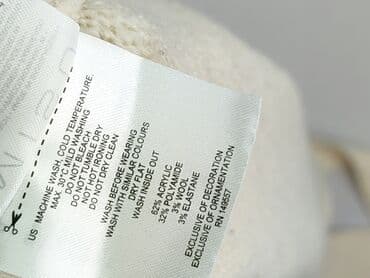 US MACHINE WASH, COLD TEMPERATURE.
MAX. 30°C MILD WASHING
DO NOT BLEACH
DO NOT TUMBLE DRY
DO NOT IRONING
DO NOT DRY CLEAN
WASH BEFORE WEARING
WASH WITH SIMILAR COLOURS
DRY FLAT
WASH INSIDE OUT
62% ACRYLIC
32% POLYAMIDE
3% WOOL
3% ELASTANE
EXCLUSIVE OF DECORATION
EXCLUSIVE OF ORNAMENTATION